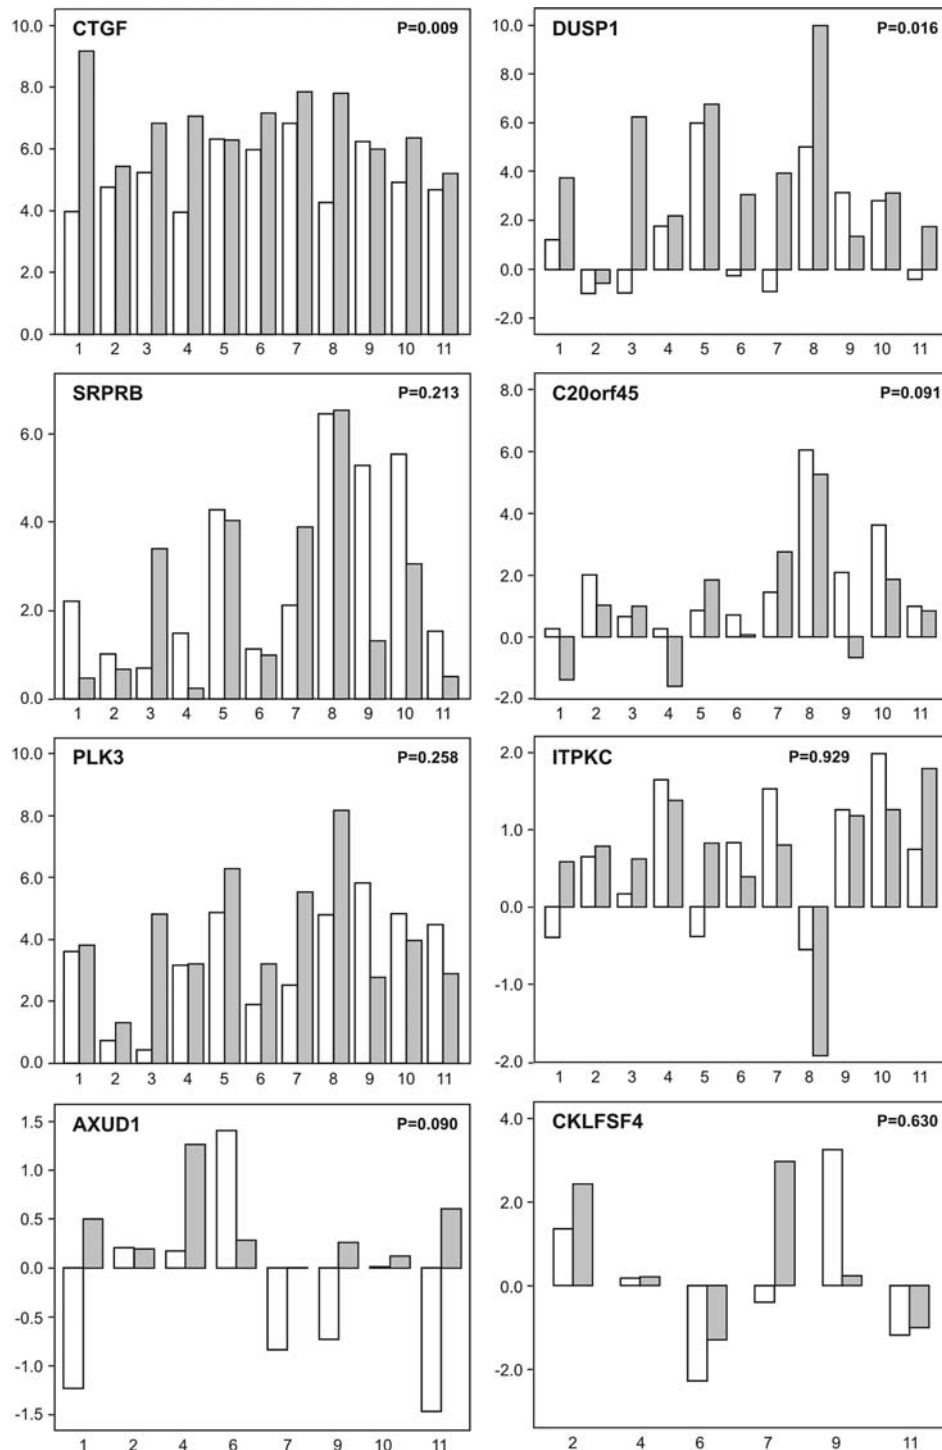 CTGF P=0.009
10.0
8.0
6.0
4.0
2.0
0.0
1 2 3 4 5 6 7 8 9 10 11
DUSP1 P=0.016
10.0
8.0
6.0
4.0
2.0
0.0
-2.0
1 2 3 4 5 6 7 8 9 10 11
SRPRB P=0.213
6.0
4.0
2.0
0.0
1 2 3 4 5 6 7 8 9 10 11
C20orf45 P=0.091
8.0
6.0
4.0
2.0
0.0
-2.0
1 2 3 4 5 6 7 8 9 10 11
PLK3 P=0.258
10.0
8.0
6.0
4.0
2.0
0.0
1 2 3 4 5 6 7 8 9 10 11
ITPKC P=0.929
2.0
1.0
0.0
-1.0
-2.0
1 2 3 4 5 6 7 8 9 10 11
AXUD1 P=0.090
1.5
1.0
0.5
0.0
-0.5
-1.0
-1.5
1 2 4 6 7 9 10 11
CKLFSF4 P=0.630
4.0
2.0
0.0
-2.0
2 4 6 7 9 11